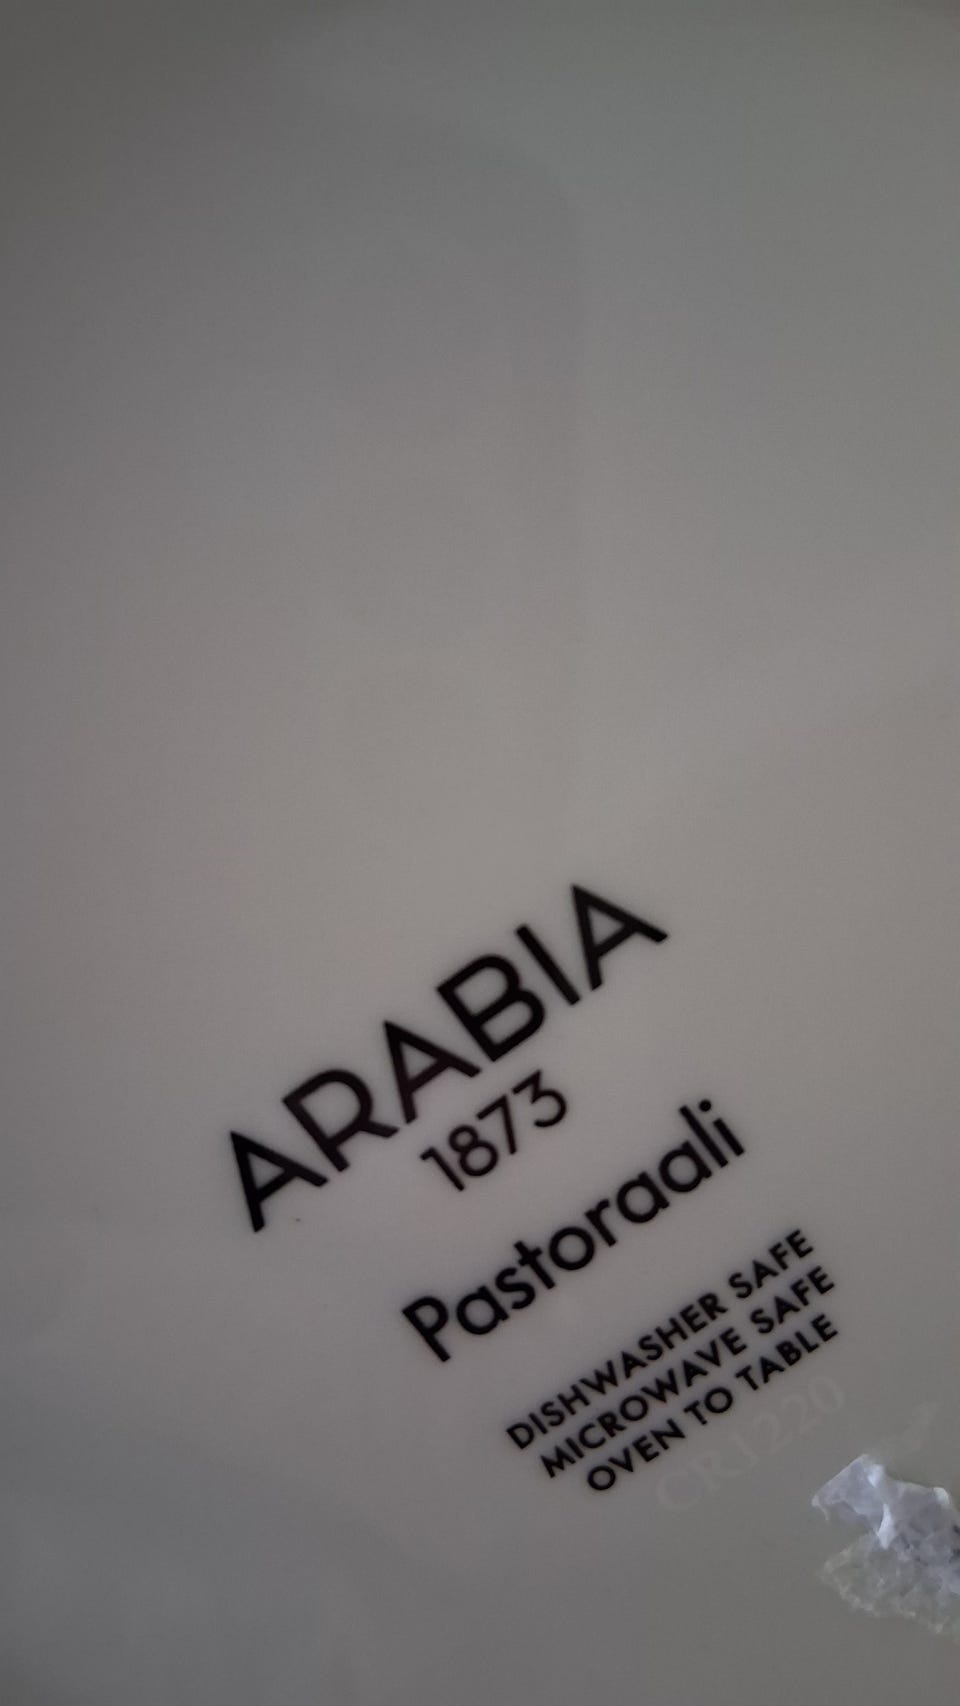 ARABIA
1873
Pastoraali
DISHWASHER SAFE
MICROWAVE SAFE
OVEN TO TABLE
CR1220